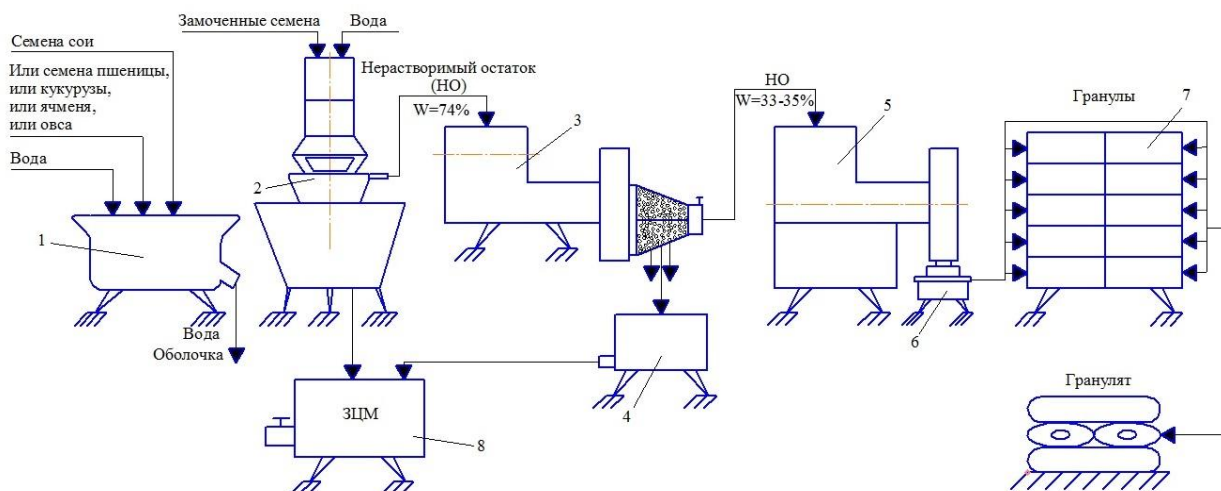 Замоченные семена
Вода
Семена сои
Или семена пшеницы,
или кукурузы,
или ячменя,
или овса
Вода
Нерастворимый остаток
(НО)
W=74%
НО
W=33-35%
Гранулы
7
3
5
2
1
6
Вода
Оболочка
4
ЗЦМ
8
Гранулят